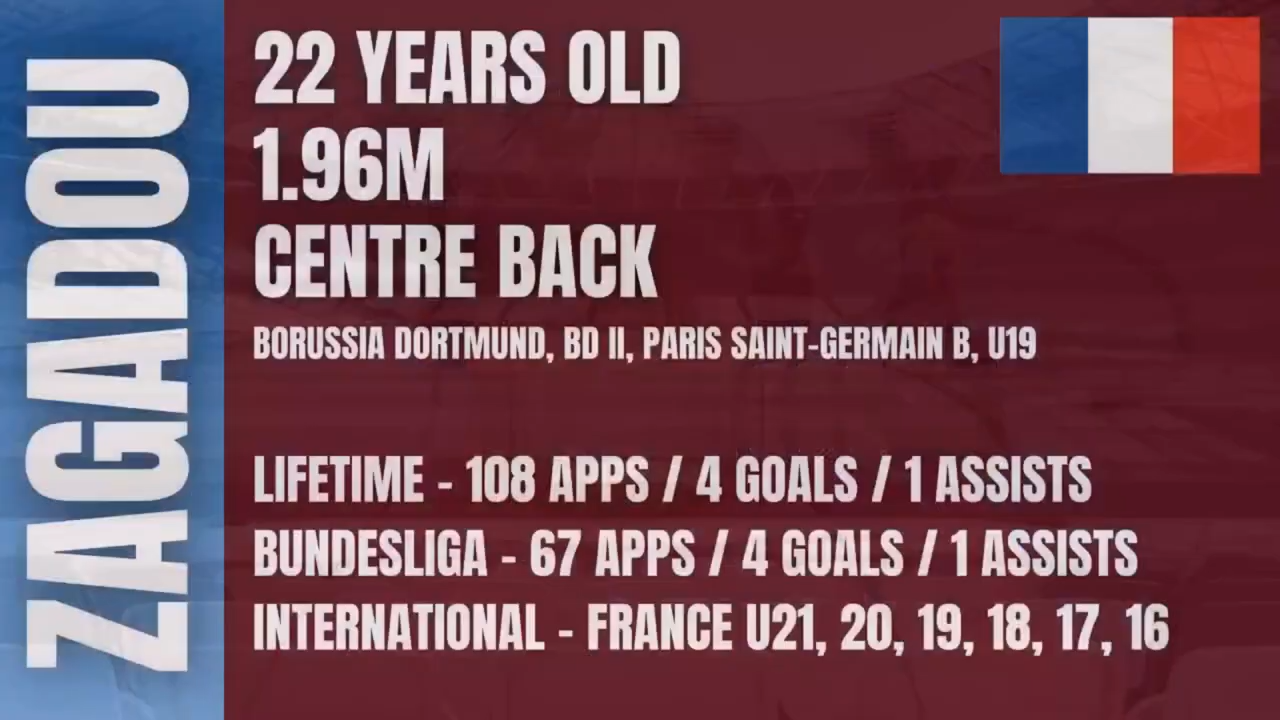 ZAGADOU
22 YEARS OLD
1.96M
CENTRE BACK
BORUSSIA DORTMUND, BD II, PARIS SAINT-GERMAIN B, U19
LIFETIME - 108 APPS / 4 GOALS / 1 ASSISTS
BUNDESLIGA - 67 APPS / 4 GOALS / 1 ASSISTS
INTERNATIONAL - FRANCE U21, 20, 19, 18, 17, 16